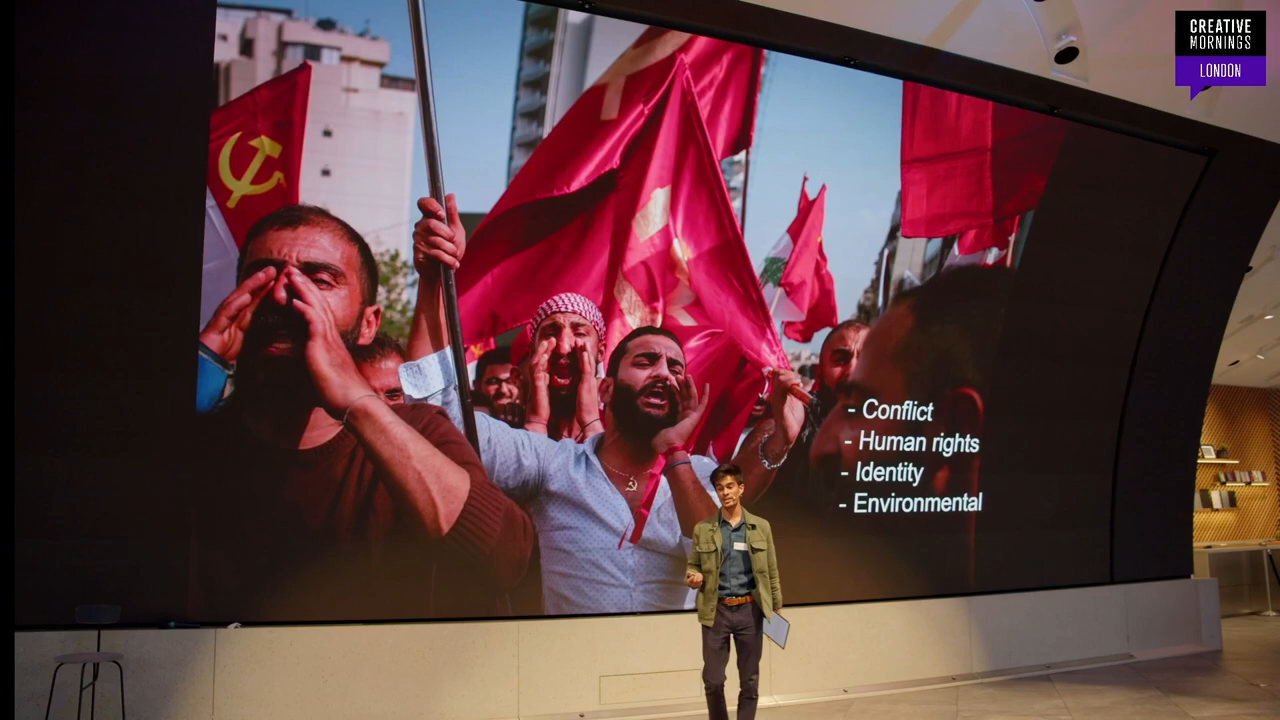 CREATIVE
MORNINGS
LONDON
- Conflict
- Human rights
- Identity
- Environmental